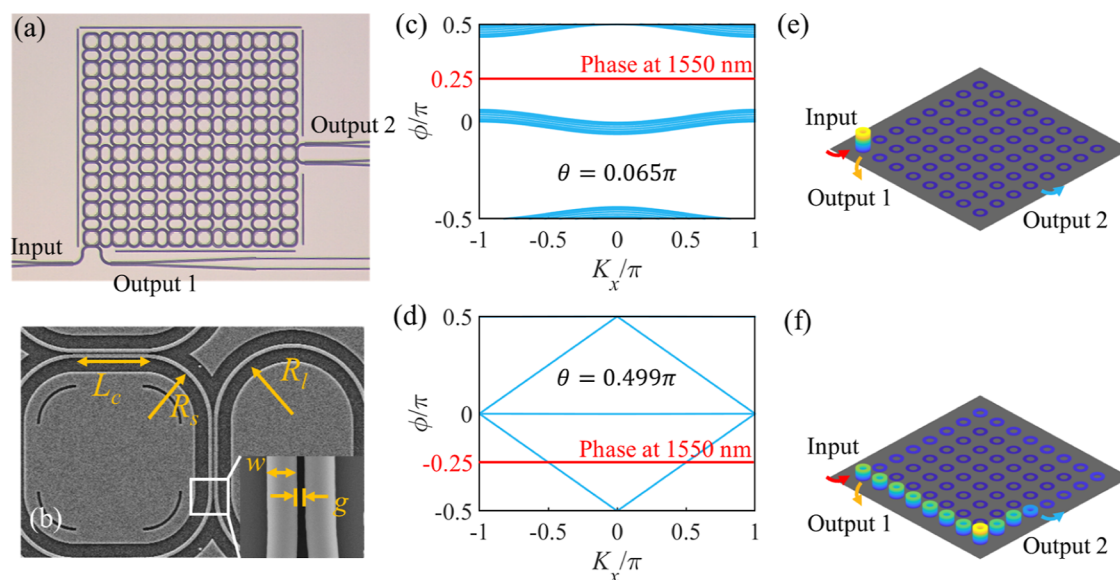 (a)
Output 2
Input
Output 1
(b)
L_c
R_s
R_l
w
g
(c)
0.5
0.25
0
-0.5
ϕ/π
Phase at 1550 nm
θ = 0.065π
-1
-0.5
0
0.5
1
K_x/π
(d)
0.5
0
-0.25
-0.5
ϕ/π
θ = 0.499π
Phase at 1550 nm
-1
-0.5
0
0.5
1
K_x/π
(e)
Input
Output 1
Output 2
(f)
Input
Output 1
Output 2